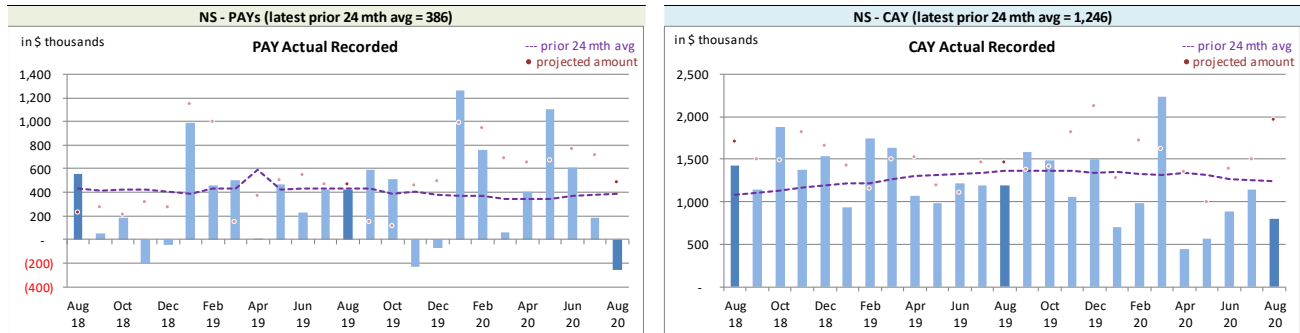 NS - PAYs (latest prior 24 mth avg = 386)
in $ thousands
PAY Actual Recorded
--- prior 24 mth avg
• projected amount
1,400
1,200
1,000
800
600
400
200
-
(200)
(400)
Aug 18 Oct 18 Dec 18 Feb 19 Apr 19 Jun 19 Aug 19 Oct 19 Dec 19 Feb 20 Apr 20 Jun 20 Aug 20
NS - CAY (latest prior 24 mth avg = 1,246)
in $ thousands
CAY Actual Recorded
--- prior 24 mth avg
• projected amount
2,500
2,000
1,500
1,000
500
-
Aug 18 Oct 18 Dec 18 Feb 19 Apr 19 Jun 19 Aug 19 Oct 19 Dec 19 Feb 20 Apr 20 Jun 20 Aug 20